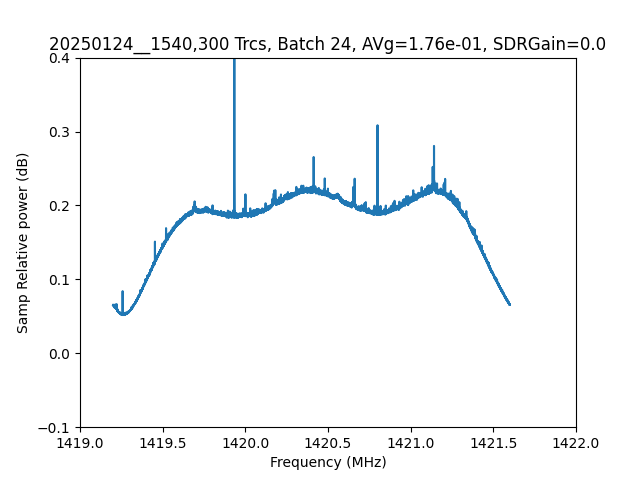 20250124__1540,300 Trcs, Batch 24, AVg=1.76e-01, SDRGain=0.0
0.4
0.3
0.2
0.1
0.0
−0.1
Samp Relative power (dB)
1419.0 1419.5 1420.0 1420.5 1421.0 1421.5 1422.0
Frequency (MHz)